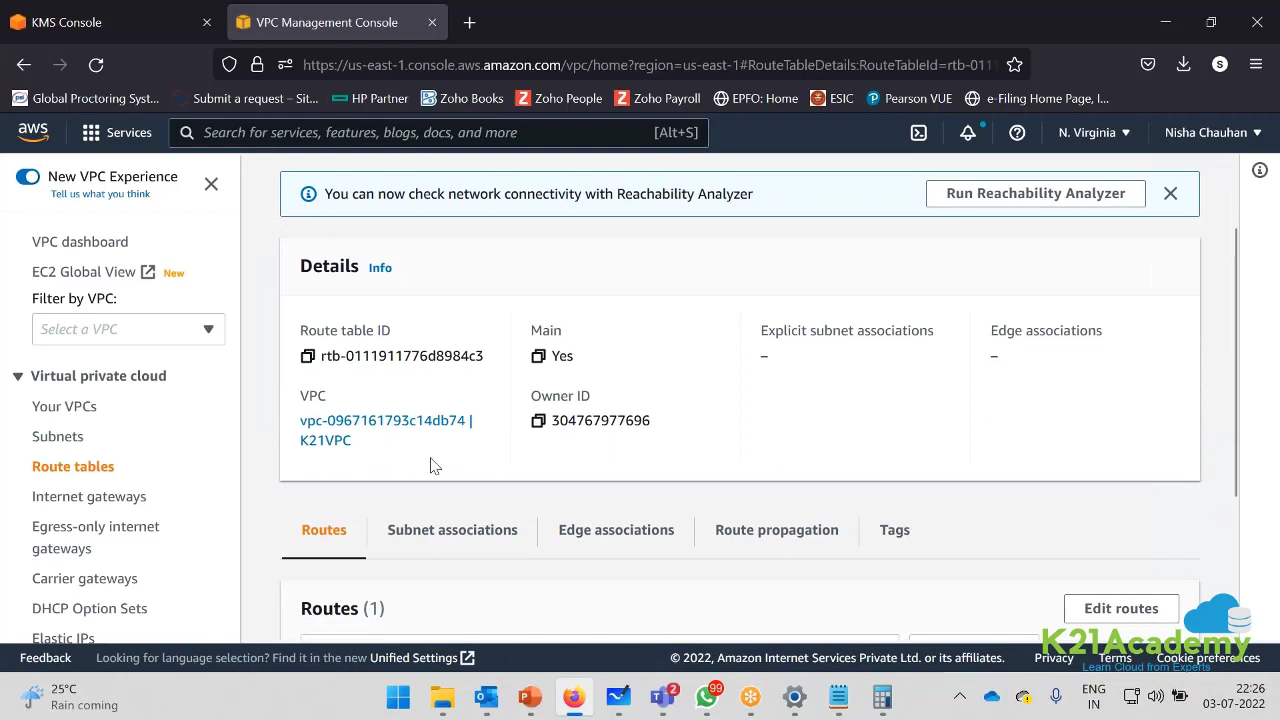 KMS Console
VPC Management Console
https://us-east-1.console.aws.amazon.com/vpc/home?region=us-east-1#RouteTableDetails:RouteTableId=rtb-0111
psi Global Proctoring Sy...
Submit a request – Sit...
HP Partner
Zoho Books
Z Zoho People
Z Zoho Payroll
EPFO: Home
ESIC
Pearson VUE
e-Filing Home Page, I...
aws
Services
Search for services, features, blogs, docs, and more
[Alt+S]
N. Virginia
Nisha Chauhan
New VPC Experience
Tell us what you think
VPC dashboard
EC2 Global View
New
Filter by VPC:
Select a VPC
Virtual private cloud
Your VPCs
Subnets
Route tables
Internet gateways
Egress-only internet
gateways
Carrier gateways
DHCP Option Sets
Elastic IPs
You can now check network connectivity with Reachability Analyzer
Run Reachability Analyzer
Details Info
Route table ID
rtb-0111911776d8984c3
VPC
vpc-0967161793c14db74 |
K21VPC
Main
Yes
Owner ID
304767977696
Explicit subnet associations
–
Edge associations
–
Routes
Subnet associations
Edge associations
Route propagation
Tags
Routes (1)
Edit routes
K21Academy
Learn Cloud from Experts
Feedback
Looking for language selection? Find it in the new Unified Settings
© 2022, Amazon Internet Services Private Ltd. or its affiliates.
Privacy
Terms
Cookie preferences
25°C
Rain coming
2
99
ENG
IN
22:26
03-07-2022